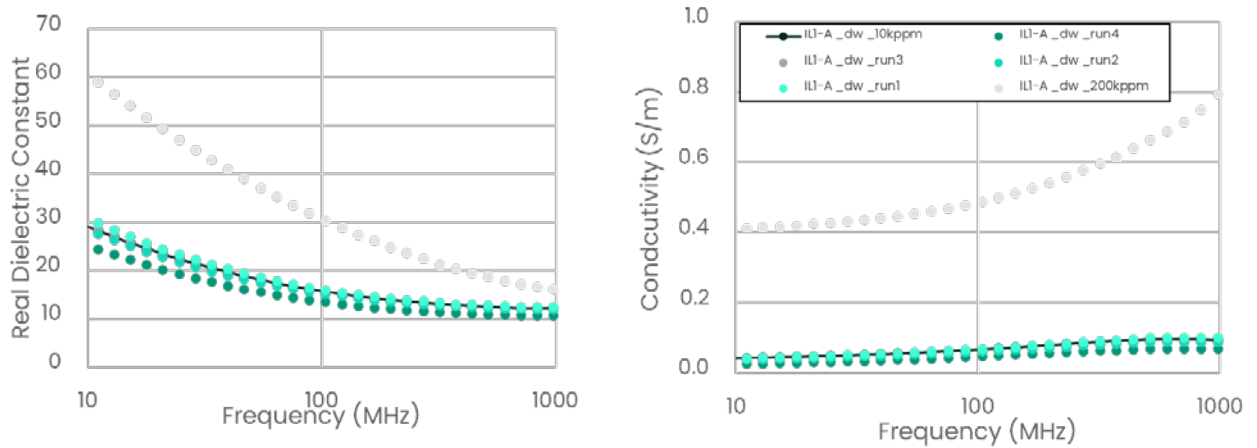 70
60
50
40
30
20
10
0
Real Dielectric Constant
10
100
1000
Frequency (MHz)
1.0
0.8
0.6
0.4
0.2
0.0
Condcutivity (S/m)
IL1-A _dw _10kppm
IL1-A _dw _run4
IL1-A _dw _run3
IL1-A _dw _run2
IL1-A _dw _run1
IL1-A _dw _200kppm
10
100
1000
Frequency (MHz)